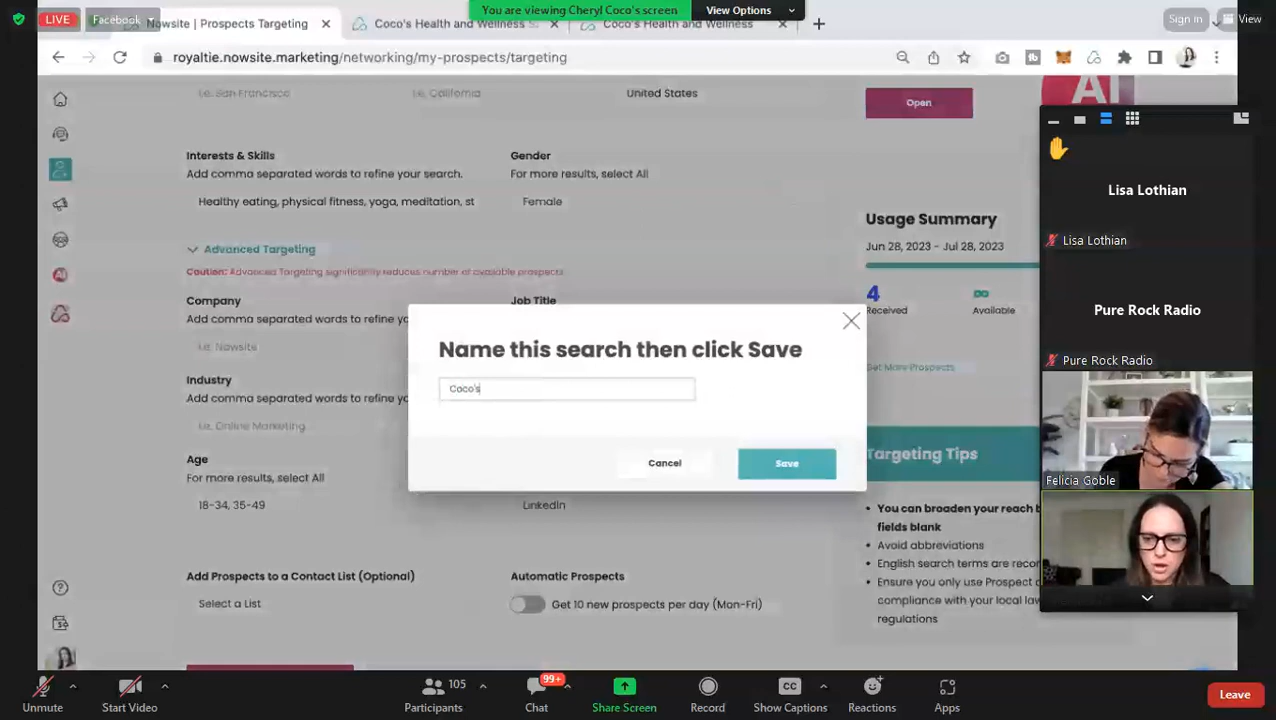 LIVE
Facebook
You are viewing Cheryl Coco's screen
View Options
Sign in
View
Nowsite | Prospects Targeting
Coco's Health and Wellness S
Coco's Health and Wellness
royaltie.nowsite.marketing/networking/my-prospects/targeting
i.e. San Francisco
i.e. California
United States
Open
AI
Interests & Skills
Add comma separated words to refine your search.
Healthy eating, physical fitness, yoga, meditation, st
Gender
For more results, select All
Female
Advanced Targeting
Caution: Advanced Targeting significantly reduces number of available prospects
Company
Add comma separated words to refine yo
i.e. Nowsite
Job Title
Industry
Add comma separated words to refine yo
i.e. Online Marketing
Age
For more results, select All
18-34, 35-49
LinkedIn
Add Prospects to a Contact List (Optional)
Select a List
Automatic Prospects
Get 10 new prospects per day (Mon-Fri)
Name this search then click Save
Coco's
Cancel
Save
Usage Summary
Jun 28, 2023 - Jul 28, 2023
4
Received
Available
Get More Prospects
Targeting Tips
You can broaden your reach b
fields blank
Avoid abbreviations
English search terms are reco
Ensure you only use Prospect d
compliance with your local law
regulations
Lisa Lothian
Lisa Lothian
Pure Rock Radio
Pure Rock Radio
Felicia Goble
Unmute
Start Video
105
Participants
99+
Chat
Share Screen
Record
CC
Show Captions
Reactions
Apps
Leave